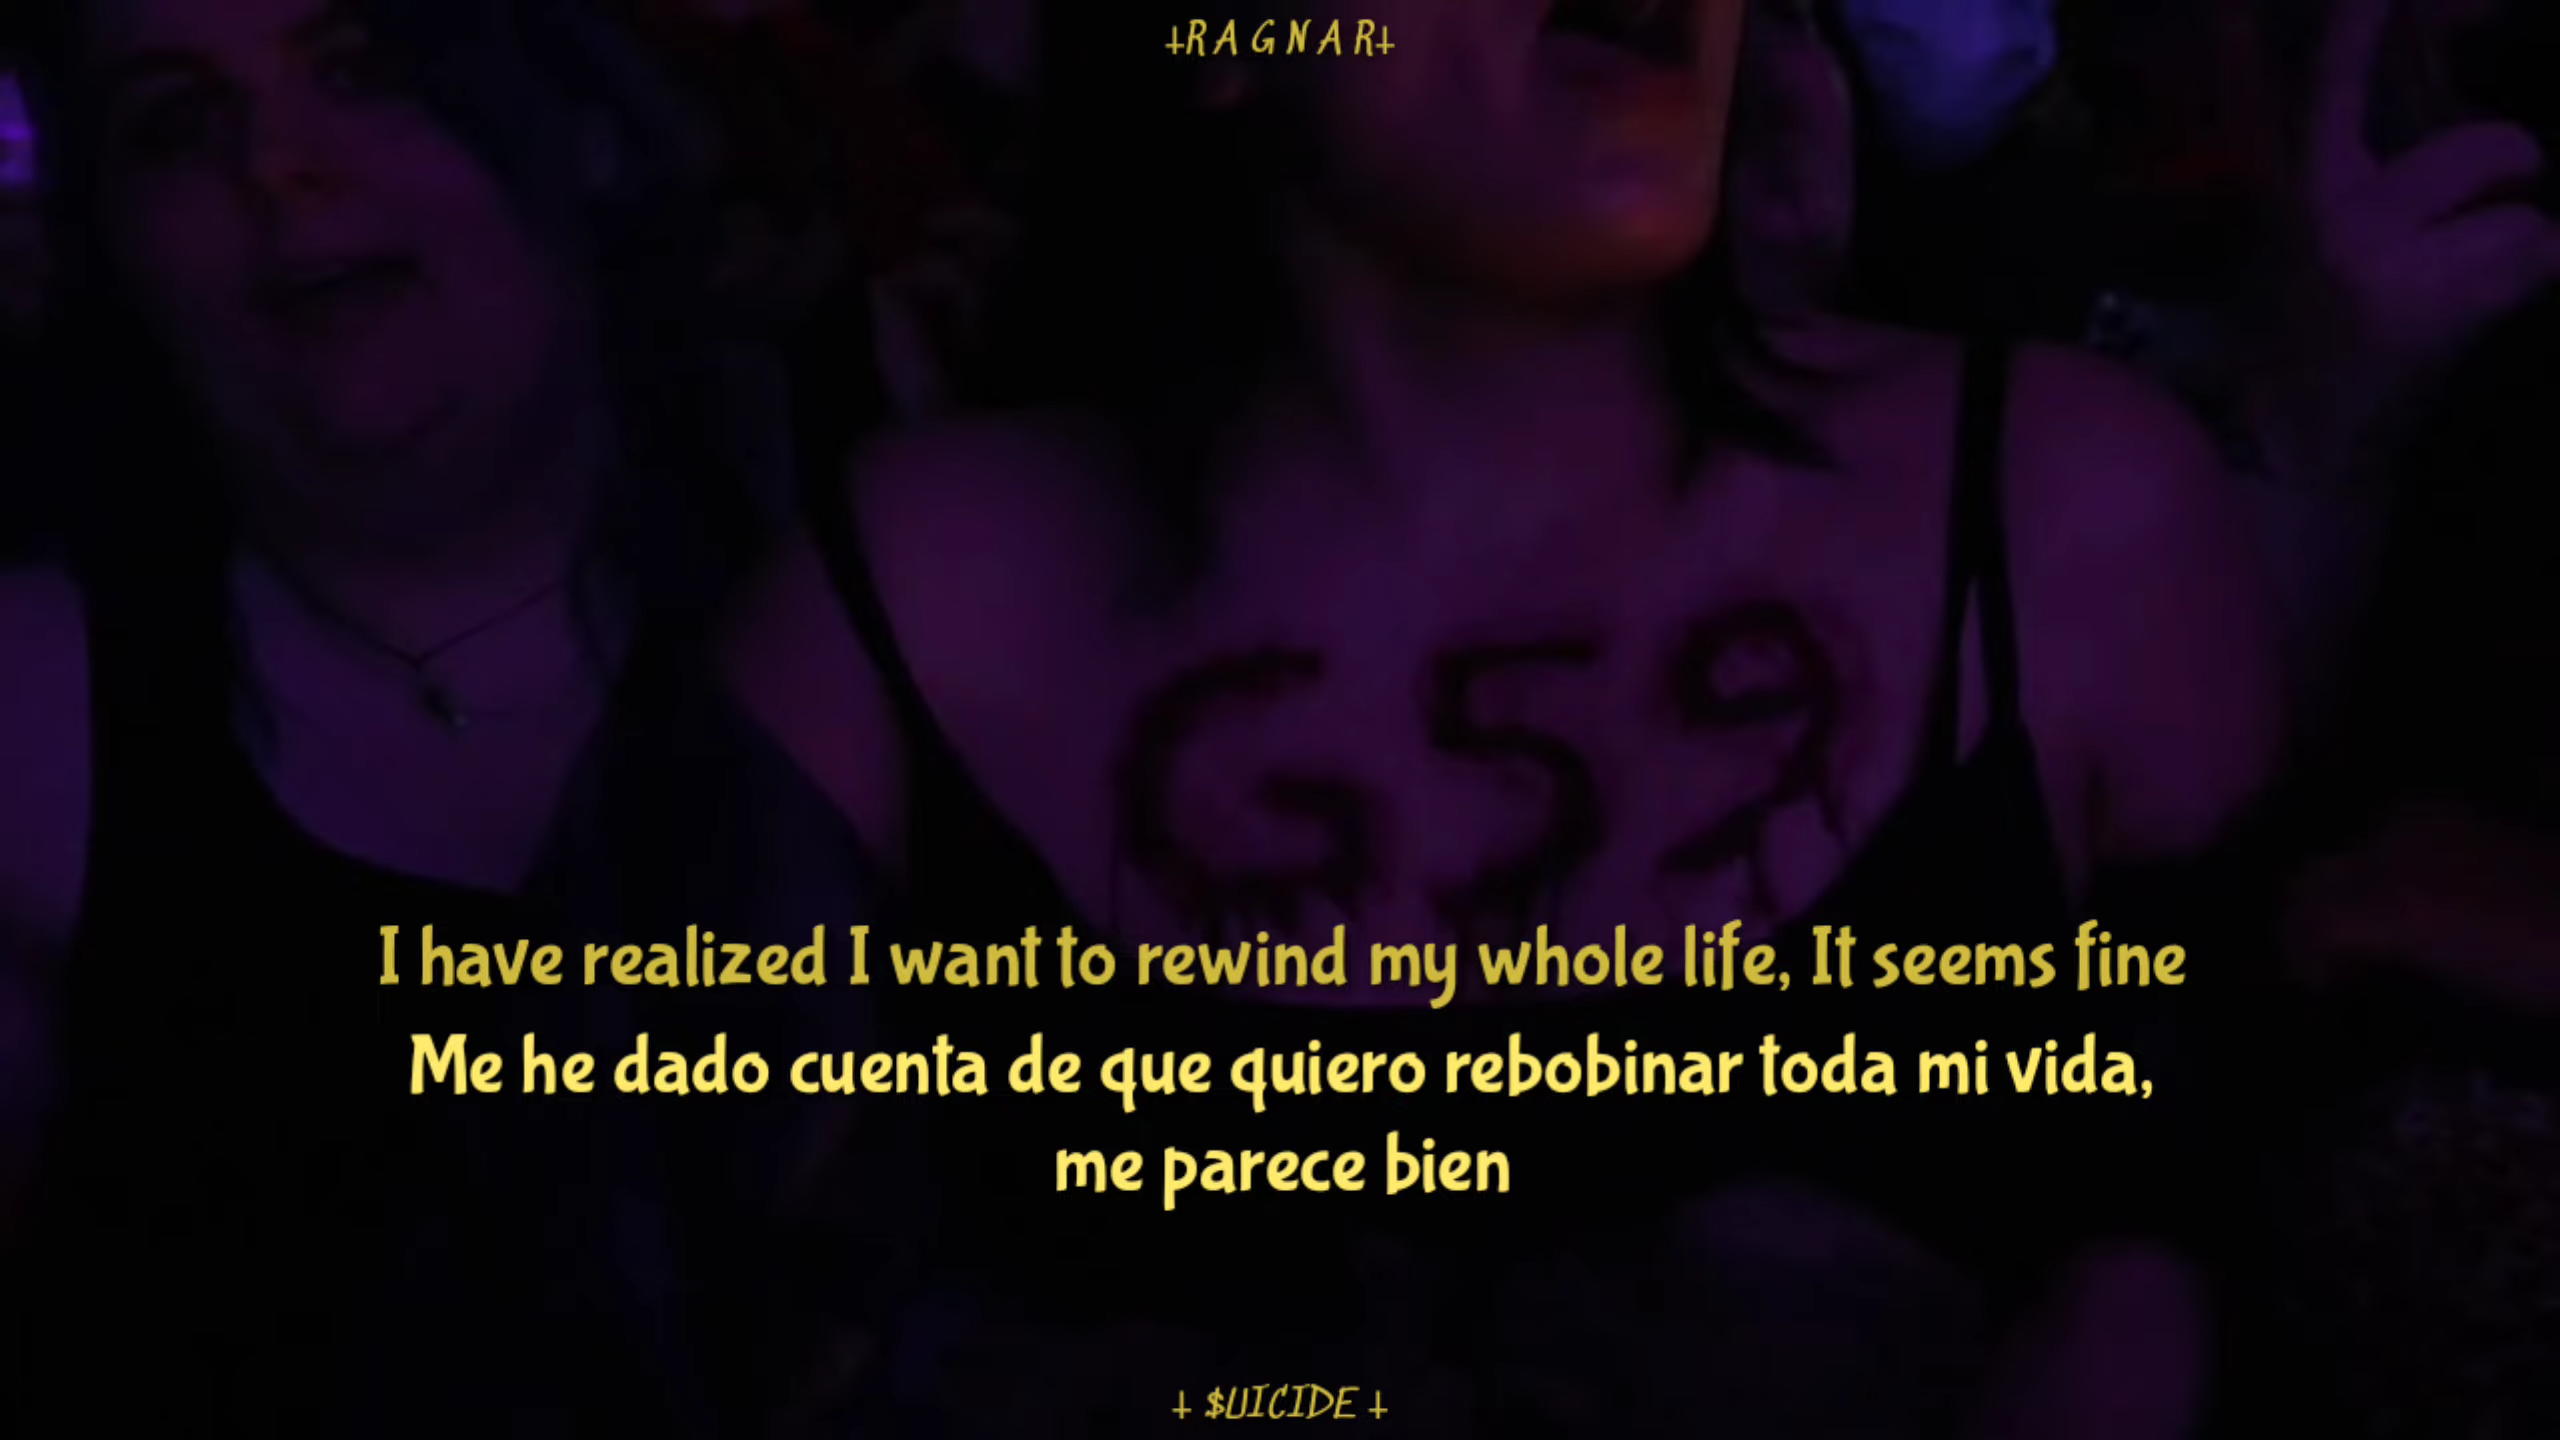 ⸸RAGNAR⸸
G59
I have realized I want to rewind my whole life, It seems fine
Me he dado cuenta de que quiero rebobinar toda mi vida,
me parece bien
⸸ $UICIDE ⸸